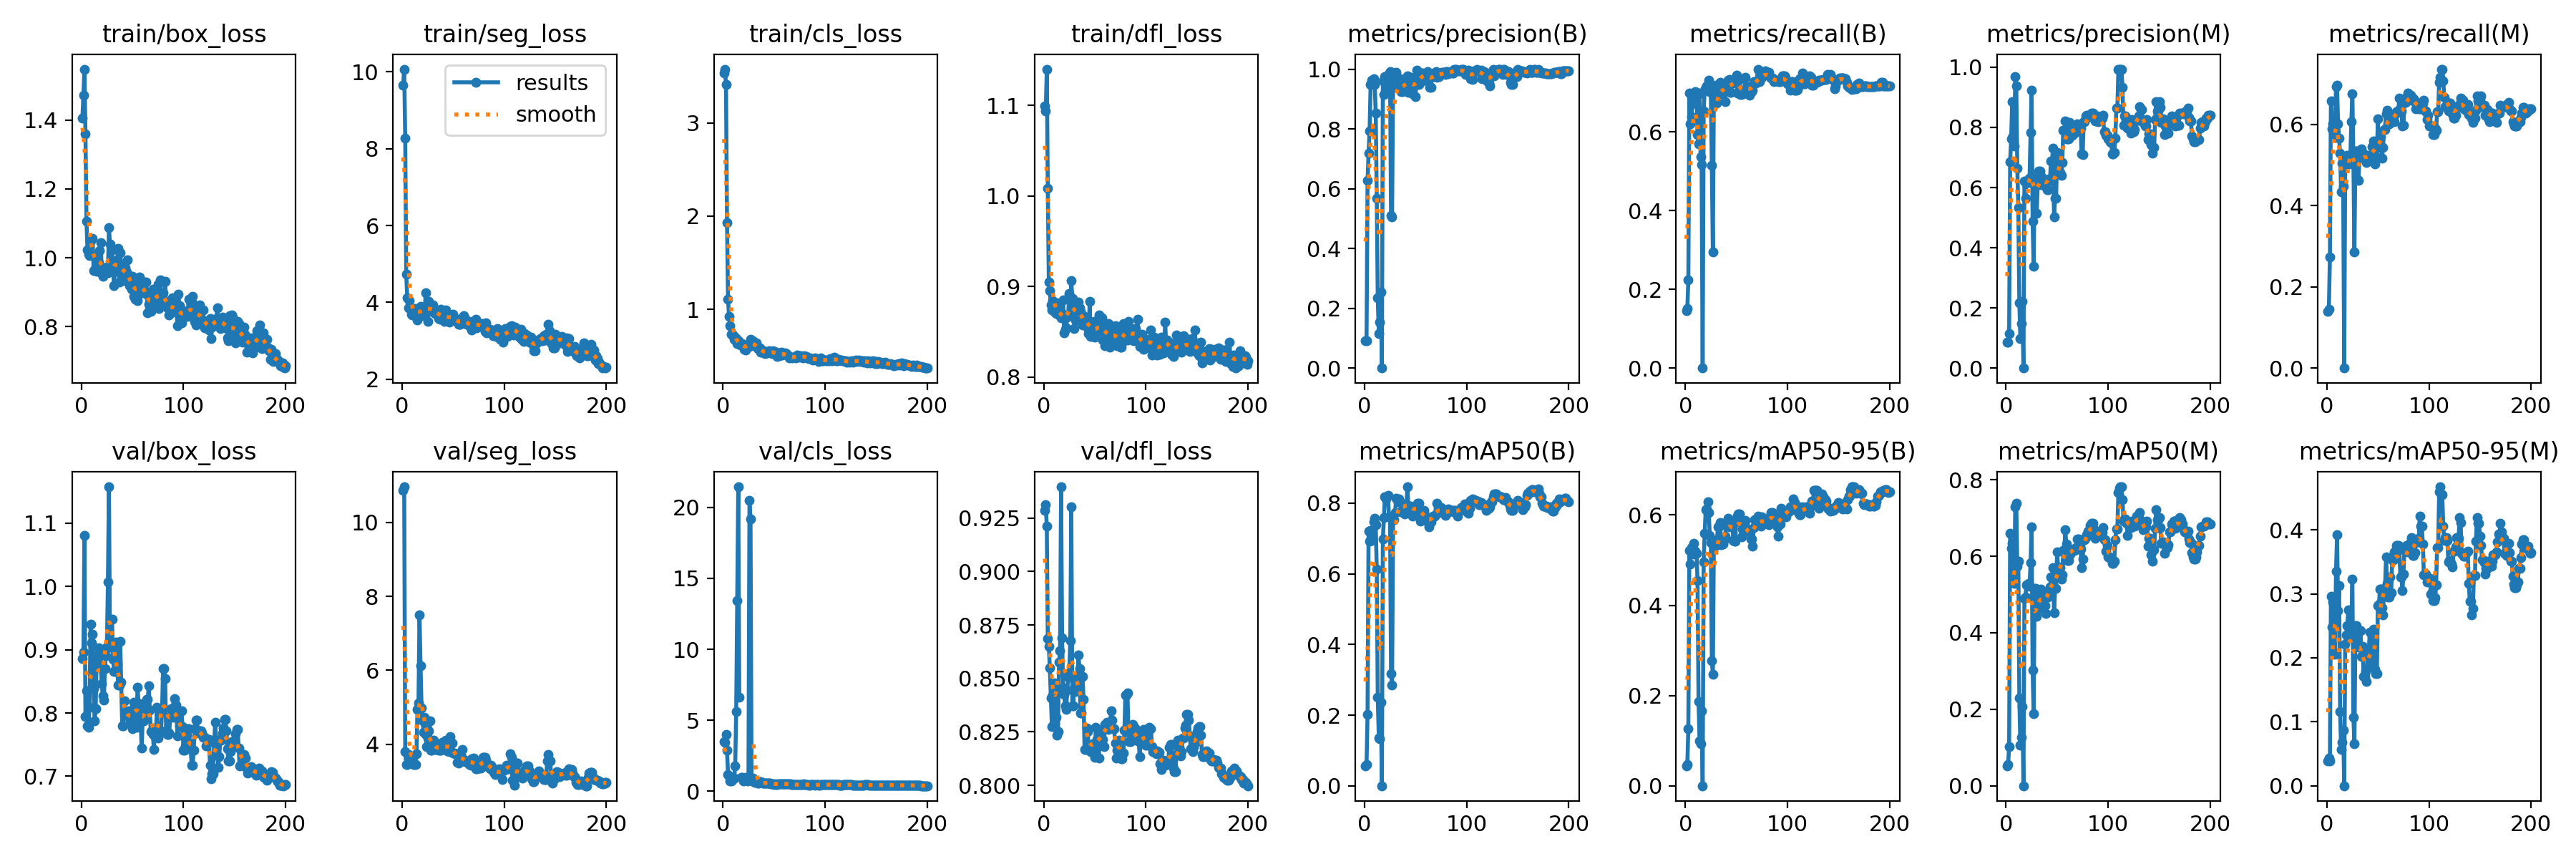 train/box_loss
train/seg_loss
train/cls_loss
train/dfl_loss
metrics/precision(B)
metrics/recall(B)
metrics/precision(M)
metrics/recall(M)
1.4
1.2
1.0
0.8
0 100 200
10
8
6
4
2
results
smooth
0 100 200
3
2
1
0 100 200
1.1
1.0
0.9
0.8
0 100 200
1.0
0.8
0.6
0.4
0.2
0.0
0 100 200
0.6
0.4
0.2
0.0
0 100 200
1.0
0.8
0.6
0.4
0.2
0.0
0 100 200
0.6
0.4
0.2
0.0
0 100 200
val/box_loss
val/seg_loss
val/cls_loss
val/dfl_loss
metrics/mAP50(B)
metrics/mAP50-95(B)
metrics/mAP50(M)
metrics/mAP50-95(M)
1.1
1.0
0.9
0.8
0.7
0 100 200
10
8
6
4
0 100 200
20
15
10
5
0
0 100 200
0.925
0.900
0.875
0.850
0.825
0.800
0 100 200
0.8
0.6
0.4
0.2
0.0
0 100 200
0.6
0.4
0.2
0.0
0 100 200
0.8
0.6
0.4
0.2
0.0
0 100 200
0.4
0.3
0.2
0.1
0.0
0 100 200